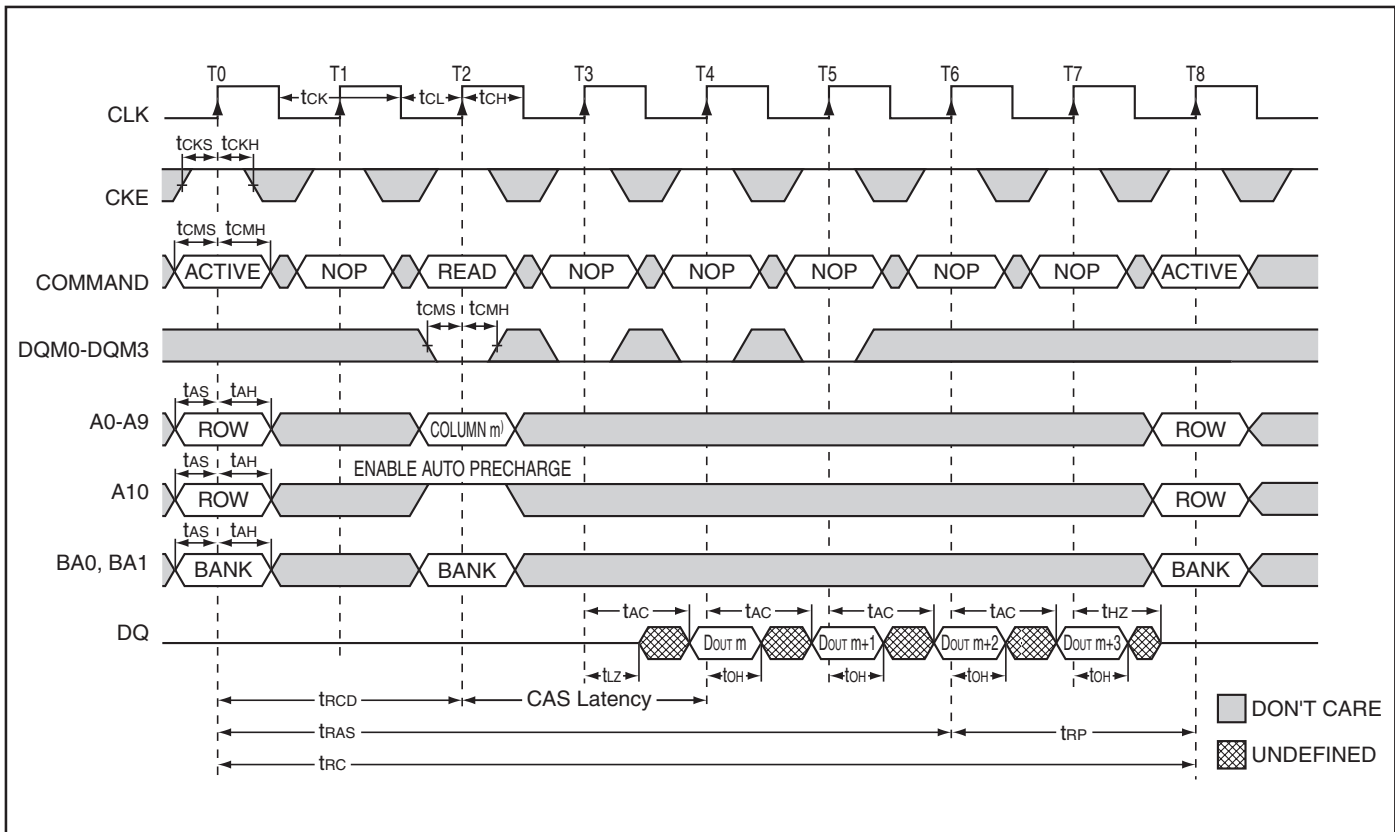 T0 T1 T2 T3 T4 T5 T6 T7 T8
CLK tCK tCL tCH
tCKS tCKH
CKE
tCMS tCMH
COMMAND ACTIVE NOP READ NOP NOP NOP NOP NOP ACTIVE
tCMS tCMH
DQM0-DQM3
tAS tAH
A0-A9 ROW COLUMN m) ROW
tAS tAH ENABLE AUTO PRECHARGE
A10 ROW ROW
tAS tAH
BA0, BA1 BANK BANK BANK
tAC tAC tAC tAC tHZ
DQ DOUT m DOUT m+1 DOUT m+2 DOUT m+3
tLZ tOH tOH tOH tOH
tRCD CAS Latency
DON'T CARE
tRAS tRP
UNDEFINED
tRC